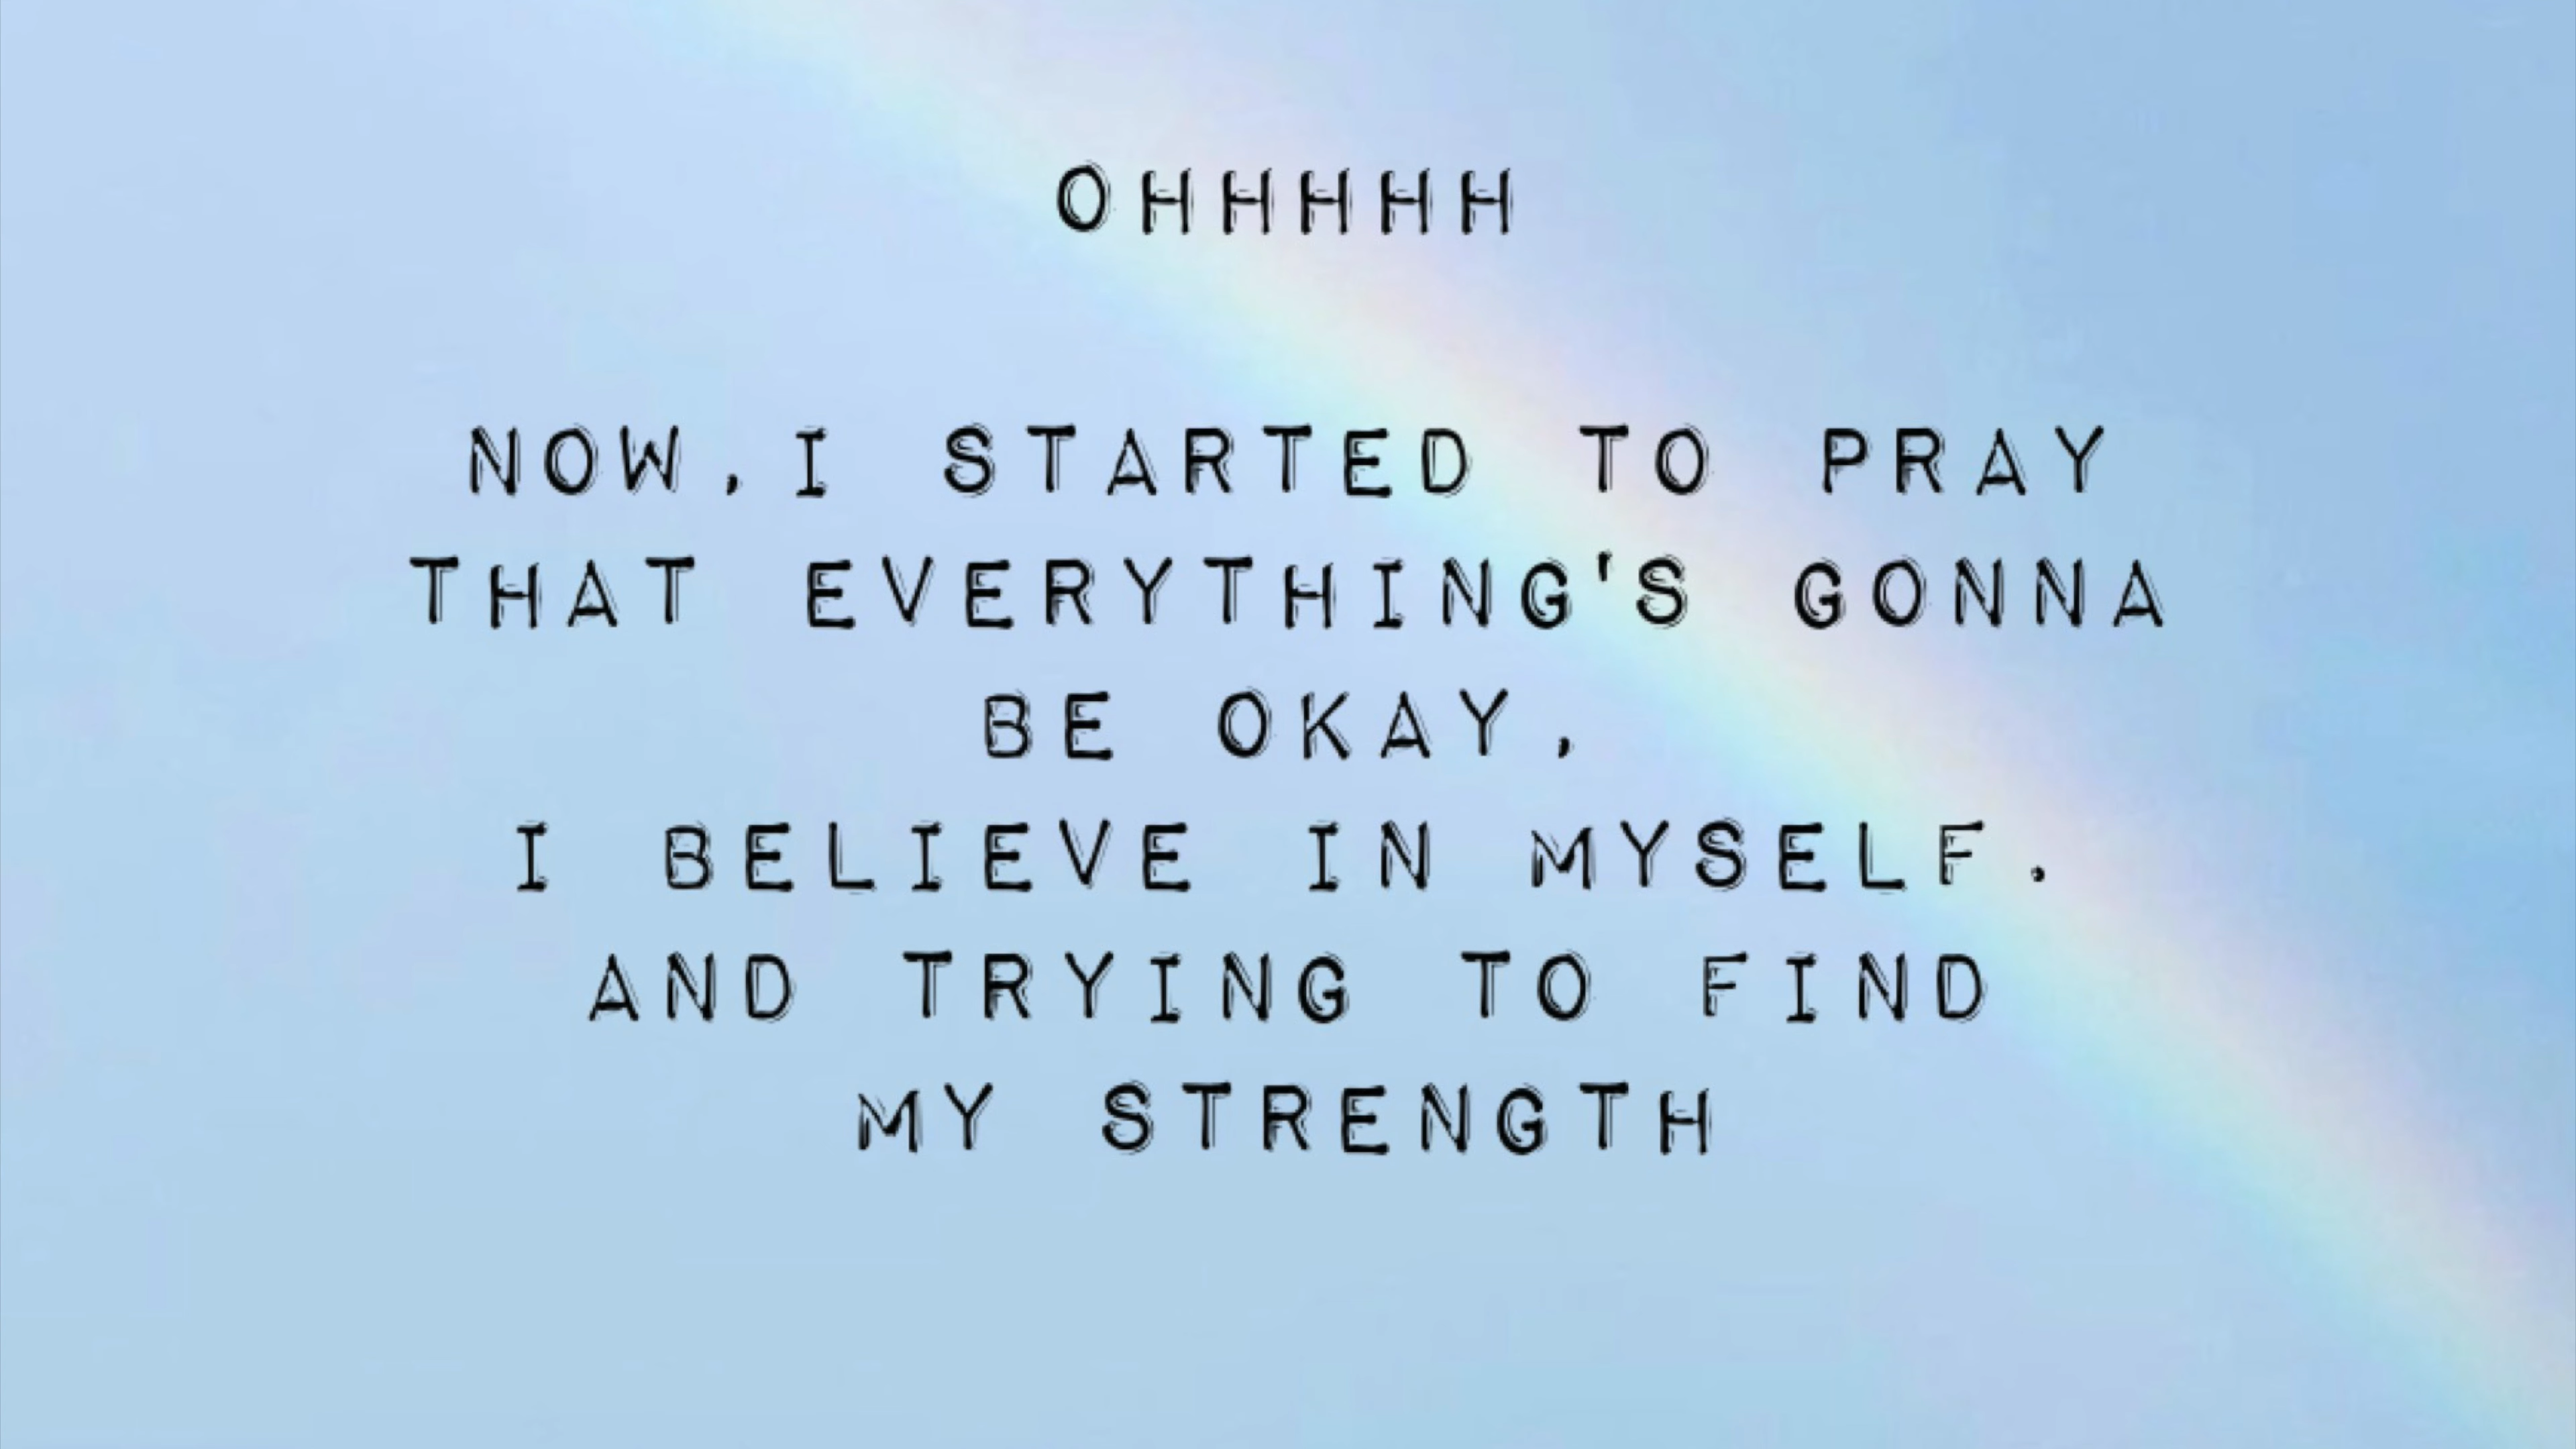 OHHHHH
NOW,I STARTED TO PRAY
THAT EVERYTHING'S GONNA
BE OKAY,
I BELIEVE IN MYSELF.
AND TRYING TO FIND
MY STRENGTH